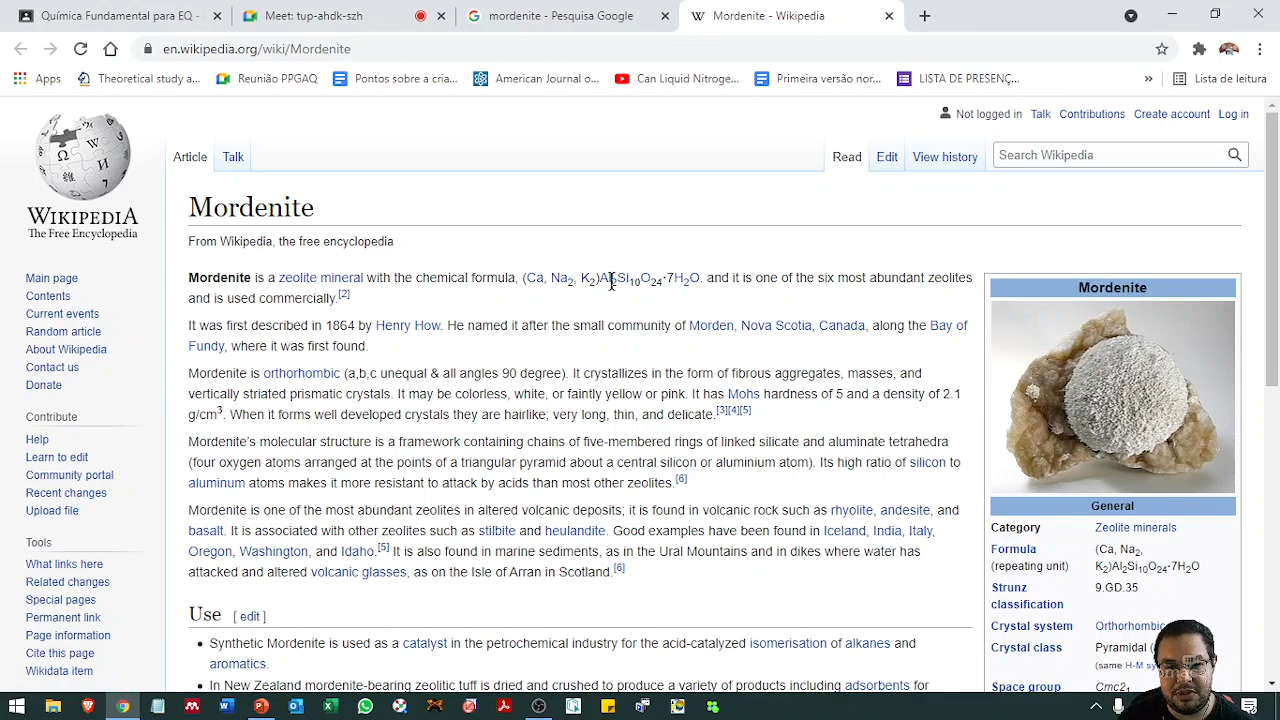 Química Fundamental para EQ -
Meet: tup-ahdk-szh
mordenite - Pesquisa Google
W Mordenite - Wikipedia
en.wikipedia.org/wiki/Mordenite
Apps
Theoretical study a...
Reunião PPGAQ
Pontos sobre a cria...
American Journal o...
Can Liquid Nitroge...
Primeira versão nor...
LISTA DE PRESENÇ...
»
Lista de leitura
Not logged in Talk Contributions Create account Log in
Article Talk
Read Edit View history
Search Wikipedia
WIKIPEDIA
The Free Encyclopedia
Main page
Contents
Current events
Random article
About Wikipedia
Contact us
Donate
Contribute
Help
Learn to edit
Community portal
Recent changes
Upload file
Tools
What links here
Related changes
Special pages
Permanent link
Page information
Cite this page
Wikidata item
Mordenite
From Wikipedia, the free encyclopedia
Mordenite is a zeolite mineral with the chemical formula, (Ca, Na2, K2)Al2Si10O24·7H2O. and it is one of the six most abundant zeolites
and is used commercially.[2]
It was first described in 1864 by Henry How. He named it after the small community of Morden, Nova Scotia, Canada, along the Bay of
Fundy, where it was first found.
Mordenite is orthorhombic (a,b,c unequal & all angles 90 degree). It crystallizes in the form of fibrous aggregates, masses, and
vertically striated prismatic crystals. It may be colorless, white, or faintly yellow or pink. It has Mohs hardness of 5 and a density of 2.1
g/cm3. When it forms well developed crystals they are hairlike; very long, thin, and delicate.[3][4][5]
Mordenite's molecular structure is a framework containing chains of five-membered rings of linked silicate and aluminate tetrahedra
(four oxygen atoms arranged at the points of a triangular pyramid about a central silicon or aluminium atom). Its high ratio of silicon to
aluminum atoms makes it more resistant to attack by acids than most other zeolites.[6]
Mordenite is one of the most abundant zeolites in altered volcanic deposits; it is found in volcanic rock such as rhyolite, andesite, and
basalt. It is associated with other zeolites such as stilbite and heulandite. Good examples have been found in Iceland, India, Italy,
Oregon, Washington, and Idaho.[5] It is also found in marine sediments, as in the Ural Mountains and in dikes where water has
attacked and altered volcanic glasses, as on the Isle of Arran in Scotland.[6]
Use [ edit ]
• Synthetic Mordenite is used as a catalyst in the petrochemical industry for the acid-catalyzed isomerisation of alkanes and
aromatics.
• In New Zealand mordenite-bearing zeolitic tuff is dried and crushed to produce a variety of products including adsorbents for
Mordenite
General
Category Zeolite minerals
Formula (Ca, Na2,
(repeating unit) K2)Al2Si10O24·7H2O
Strunz 9.GD.35
classification
Crystal system Orthorhombic
Crystal class Pyramidal
(same H-M
Space group Cmc21